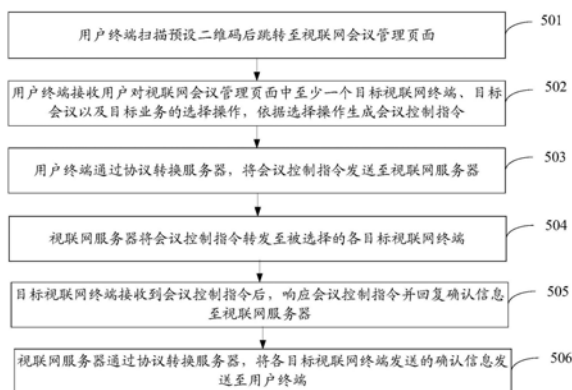 用户终端扫描预设二维码后跳转至视联网会议管理页面
501
用户终端接收用户对视联网会议管理页面中至少一个目标视联网终端、目标
会议以及目标业务的选择操作，依据选择操作生成会议控制指令
502
用户终端通过协议转换服务器，将会议控制指令发送至视联网服务器
503
视联网服务器将会议控制指令转发至被选择的各目标视联网终端
504
目标视联网终端接收到会议控制指令后，响应会议控制指令并回复确认信息
至视联网服务器
505
视联网服务器通过协议转换服务器，将各目标视联网终端发送的确认信息发
送至用户终端
506